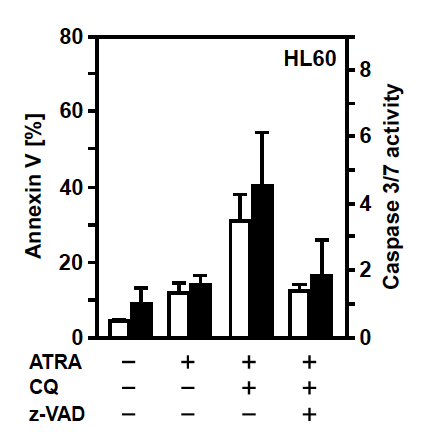 HL60
Annexin V [%]
80
60
40
20
0
Caspase 3/7 activity
8
6
4
2
0
ATRA − + + +
CQ − − + +
z-VAD − − − +